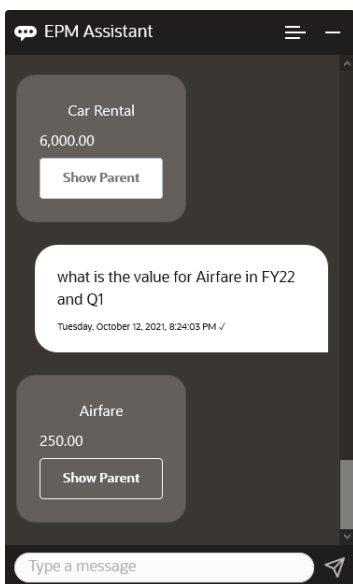 EPM Assistant
Car Rental
6,000.00
Show Parent
what is the value for Airfare in FY22
and Q1
Tuesday, October 12, 2021, 8:24:03 PM ✓
Airfare
250.00
Show Parent
Type a message